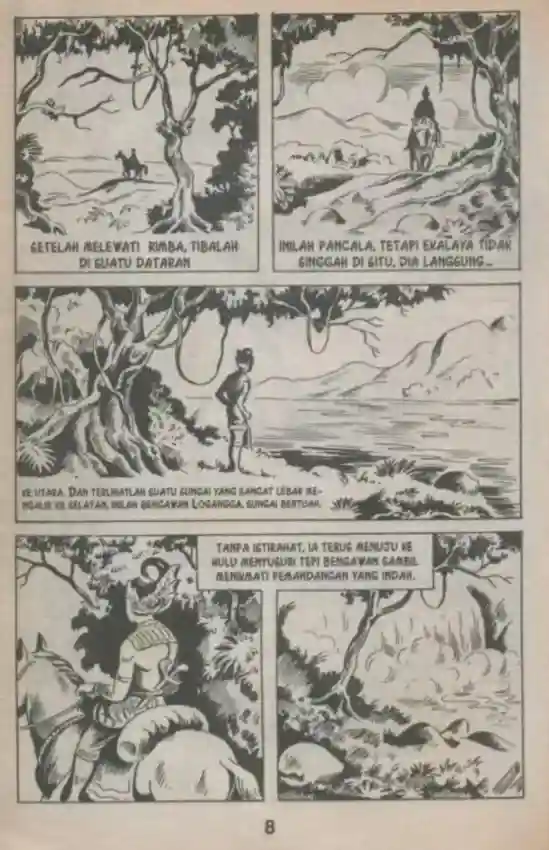 SETELAH MELEWATI RIMBA, TIBALAH
DI SUATU DATARAN
INILAH PANCALA, TETAPI EKALAYA TIDAK
SINGGAH DI SITU, DIA LANGSUNG...
KE UTARA. DAN TERLIHATLAH SUATU SUNGAI YANG SANGAT LEBAR ME-
NGALIR KE SELATAN, INILAH BENGAWAN LOGANGGA, SUNGAI BERTUAH.
TANPA ISTIRAHAT, IA TERUS MENUJU KE
HULU MENYUSURI TEPI BENGAWAN SAMBIL
MENIKMATI PEMANDANGAN YANG INDAH.
8